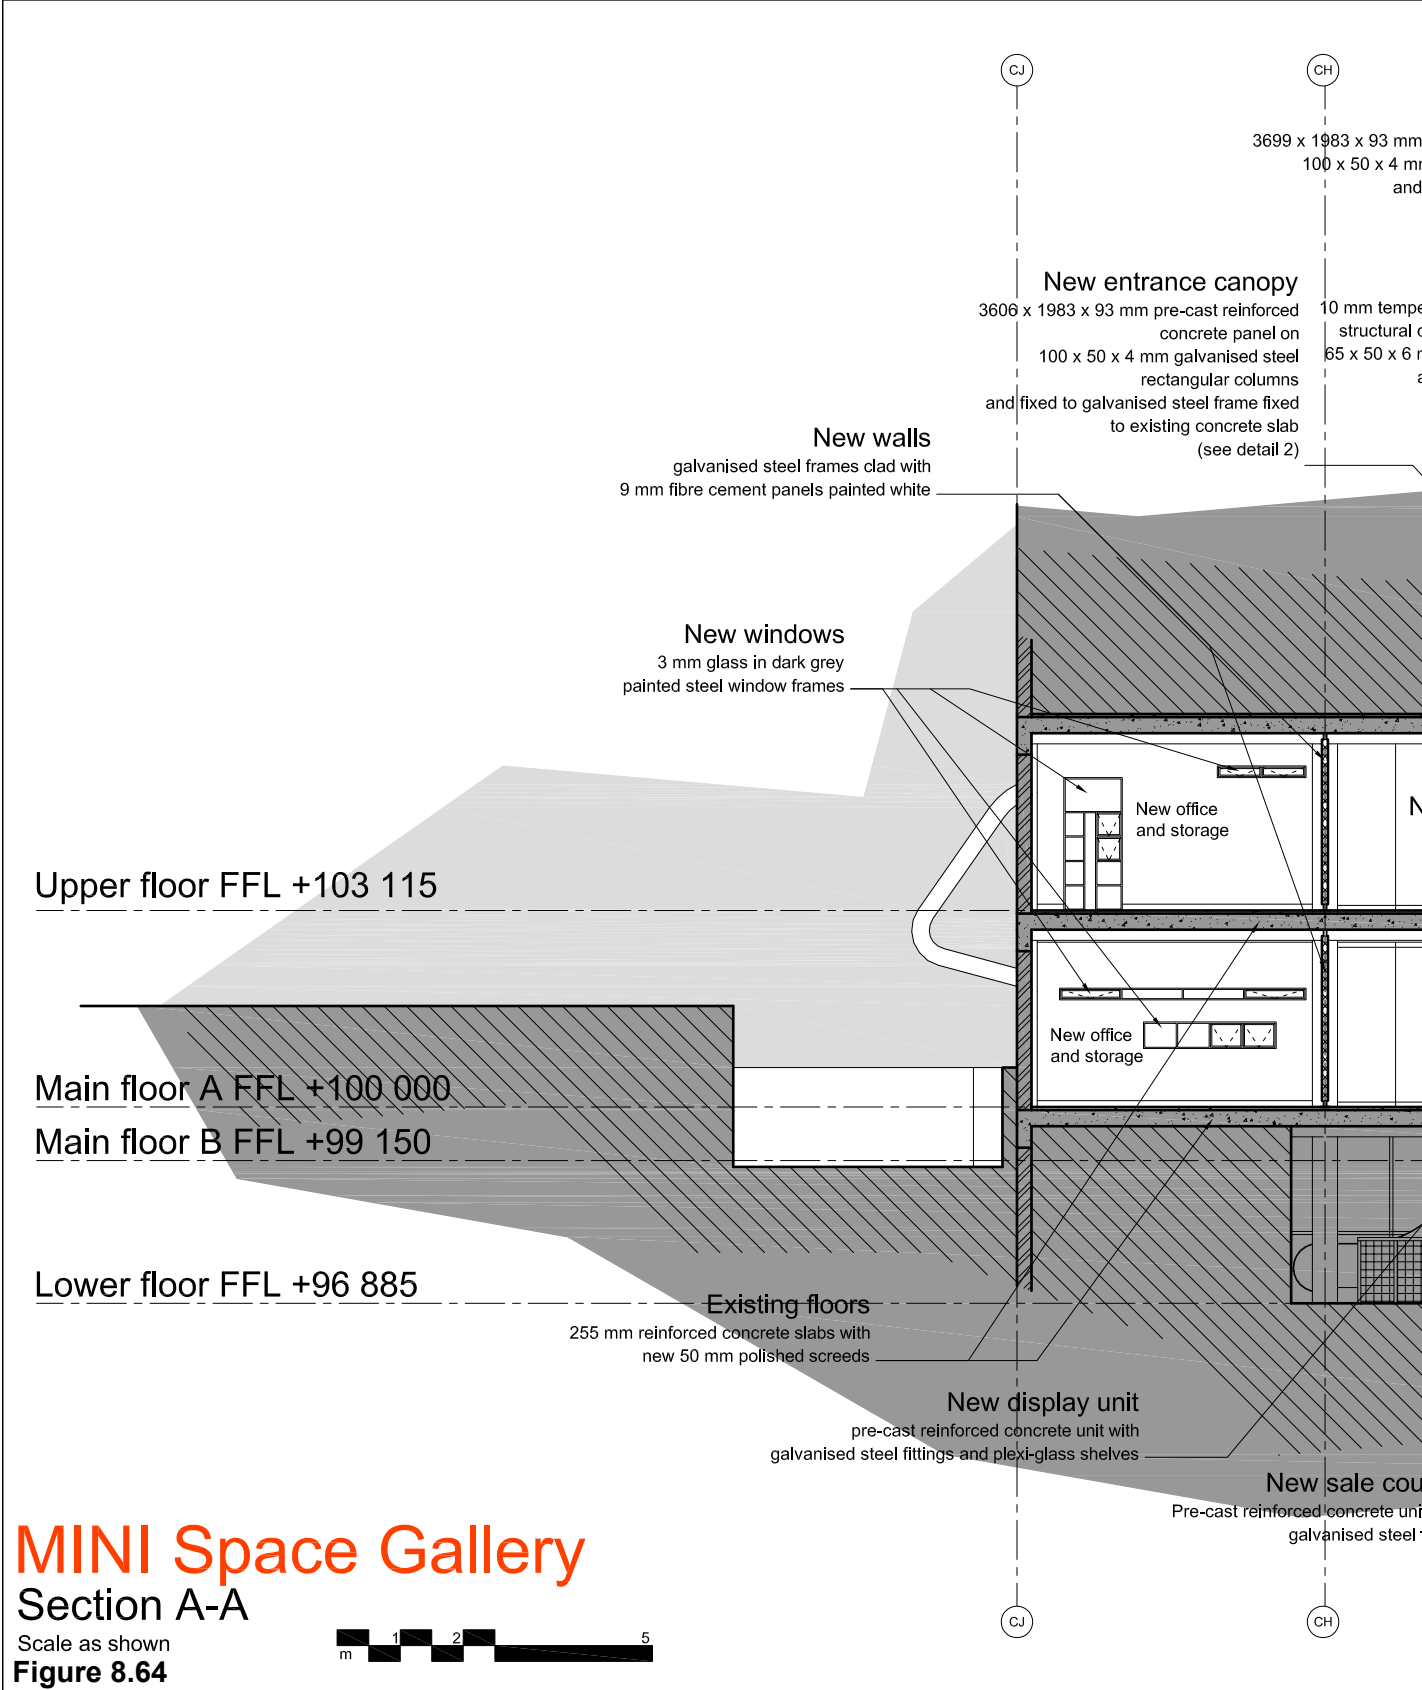 CJ
CH
3699 x 1983 x 93 mm
100 x 50 x 4 m
and
New entrance canopy
3606 x 1983 x 93 mm pre-cast reinforced
concrete panel on
100 x 50 x 4 mm galvanised steel
rectangular columns
and fixed to galvanised steel frame fixed
to existing concrete slab
(see detail 2)
10 mm tempe
structural
65 x 50 x 6
New walls
galvanised steel frames clad with
9 mm fibre cement panels painted white
New windows
3 mm glass in dark grey
painted steel window frames
New office
and storage
N
Upper floor FFL +103 115
New office
and storage
Main floor A FFL +100 000
Main floor B FFL +99 150
Lower floor FFL +96 885
Existing floors
255 mm reinforced concrete slabs with
new 50 mm polished screeds
New display unit
pre-cast reinforced concrete unit with
galvanised steel fittings and plexi-glass shelves
New sale cou
Pre-cast reinforced concrete uni
galvanised steel
MINI Space Gallery
Section A-A
Scale as shown
Figure 8.64
1 2 5
m
CJ
CH